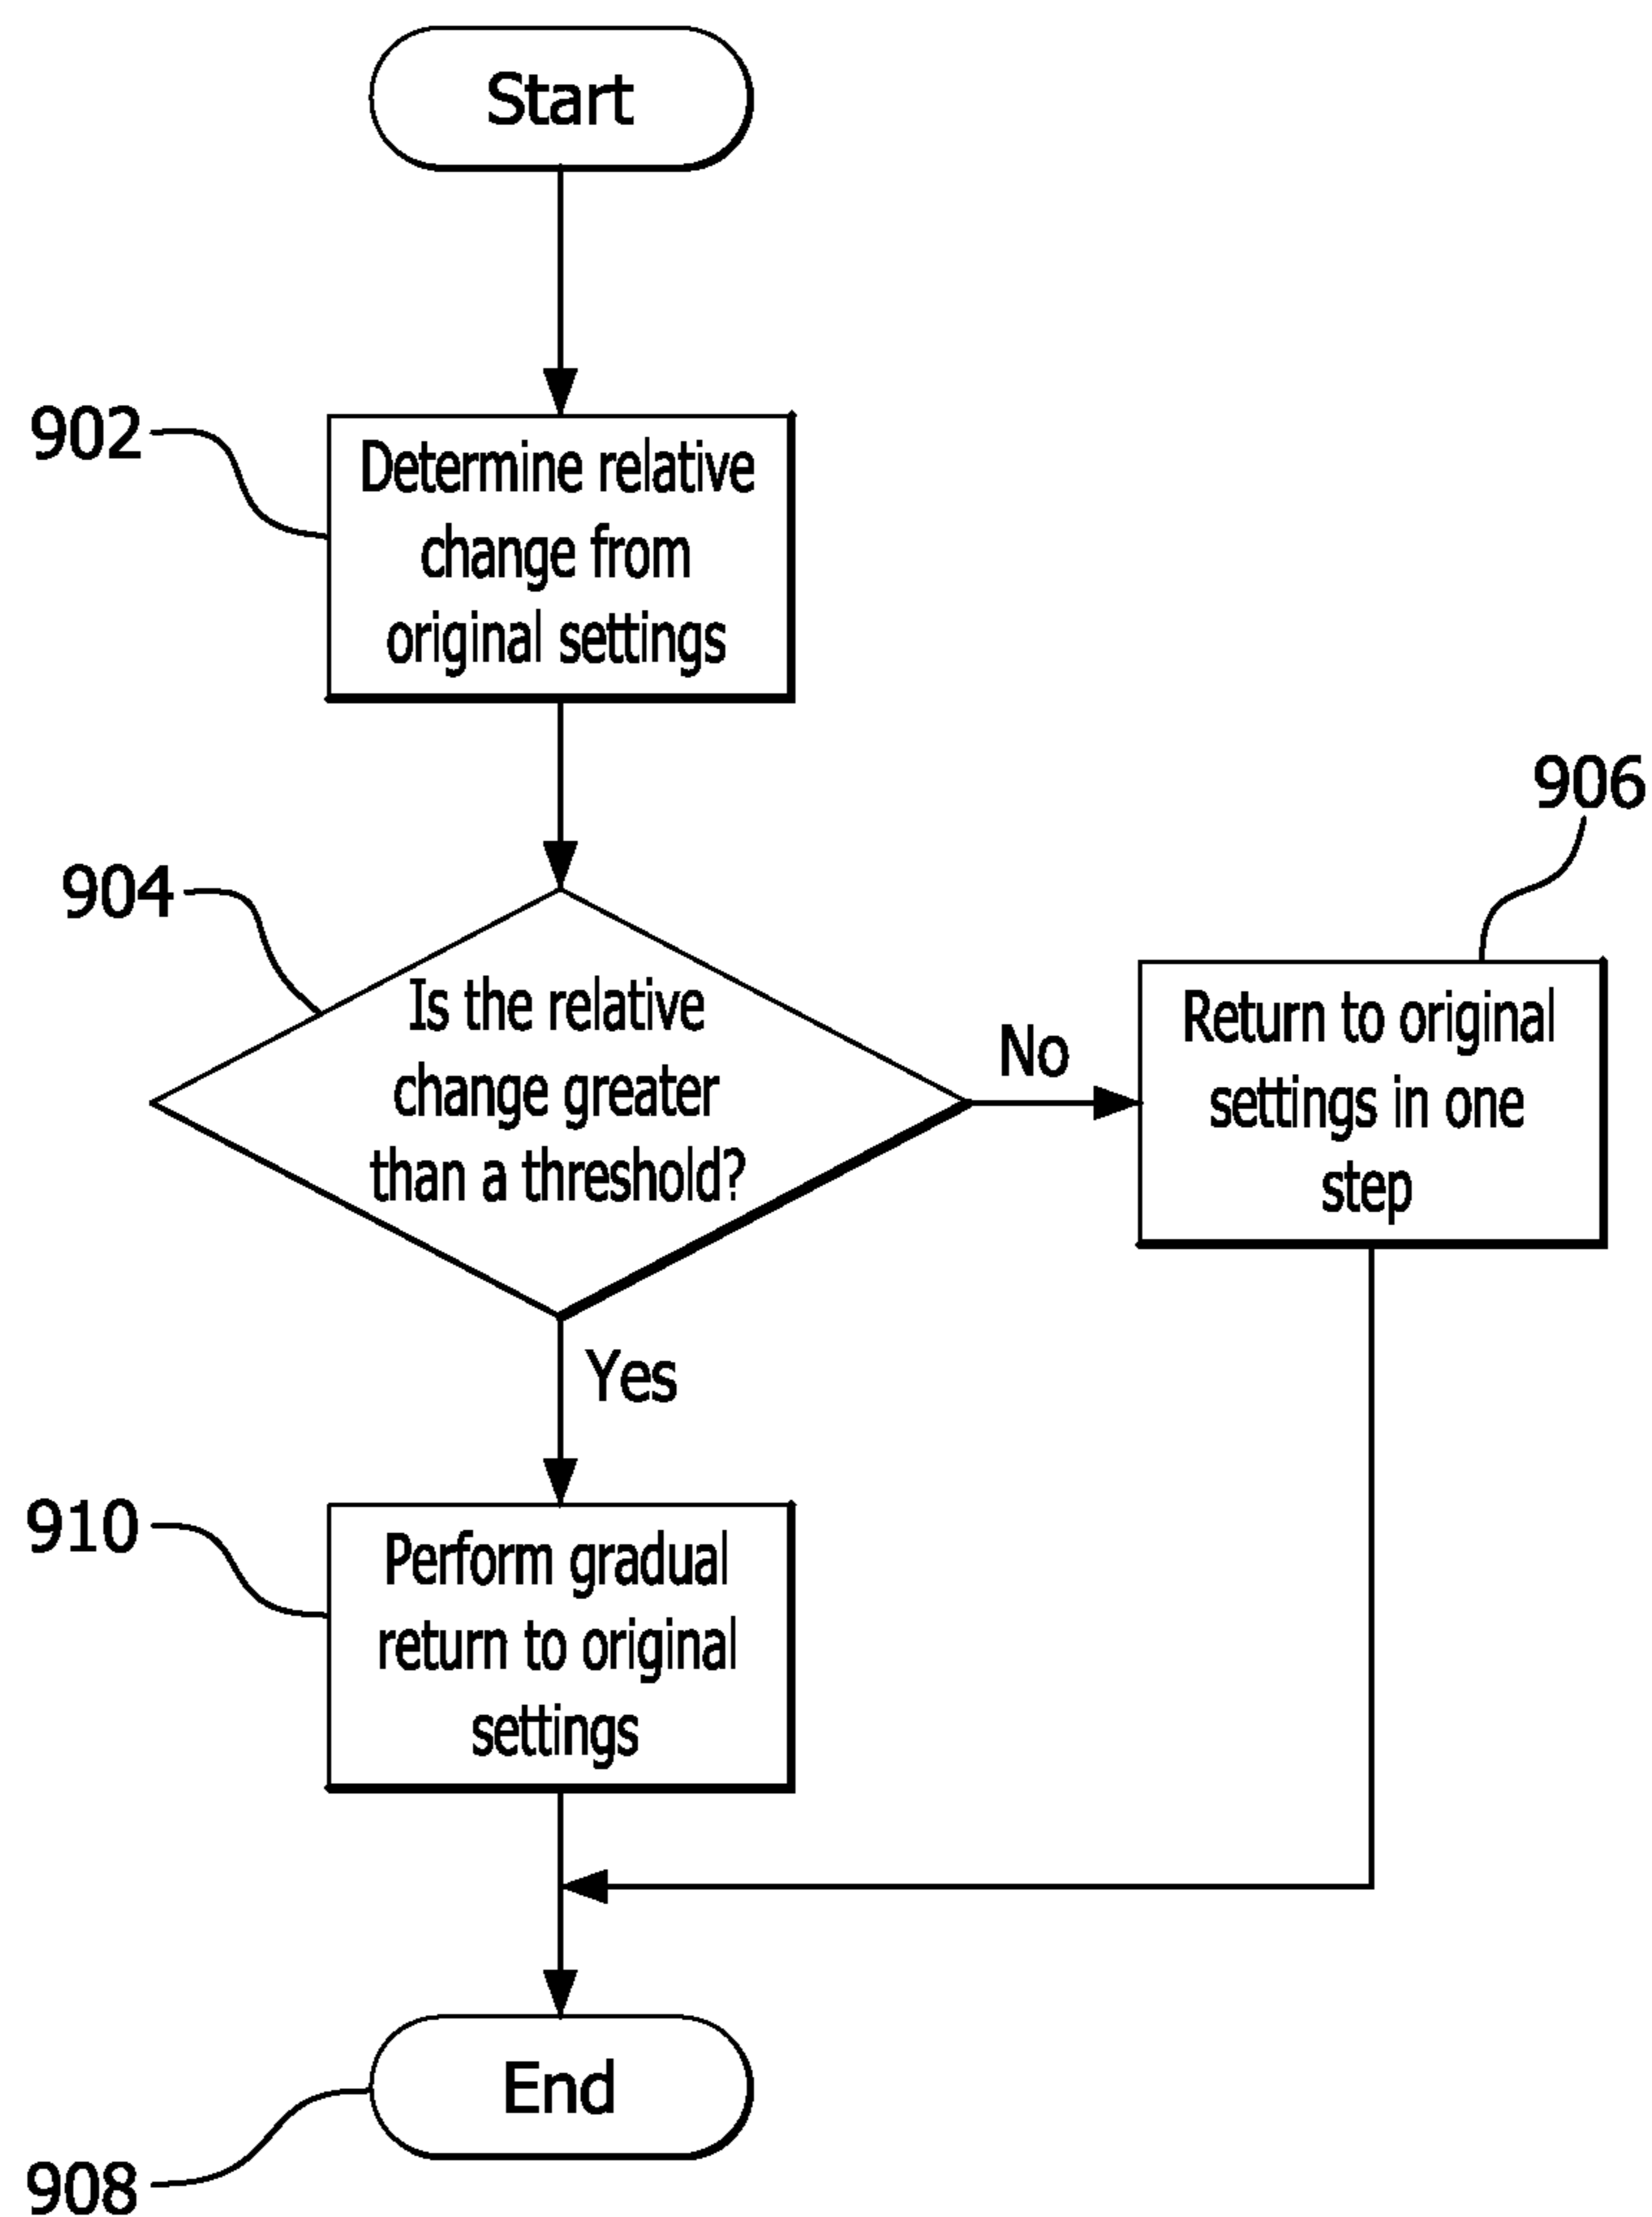 Start
902
Determine relative
change from
original settings
906
904
Is the relative
change greater
than a threshold?
No
Return to original
settings in one
step
Yes
910
Perform gradual
return to original
settings
End
908